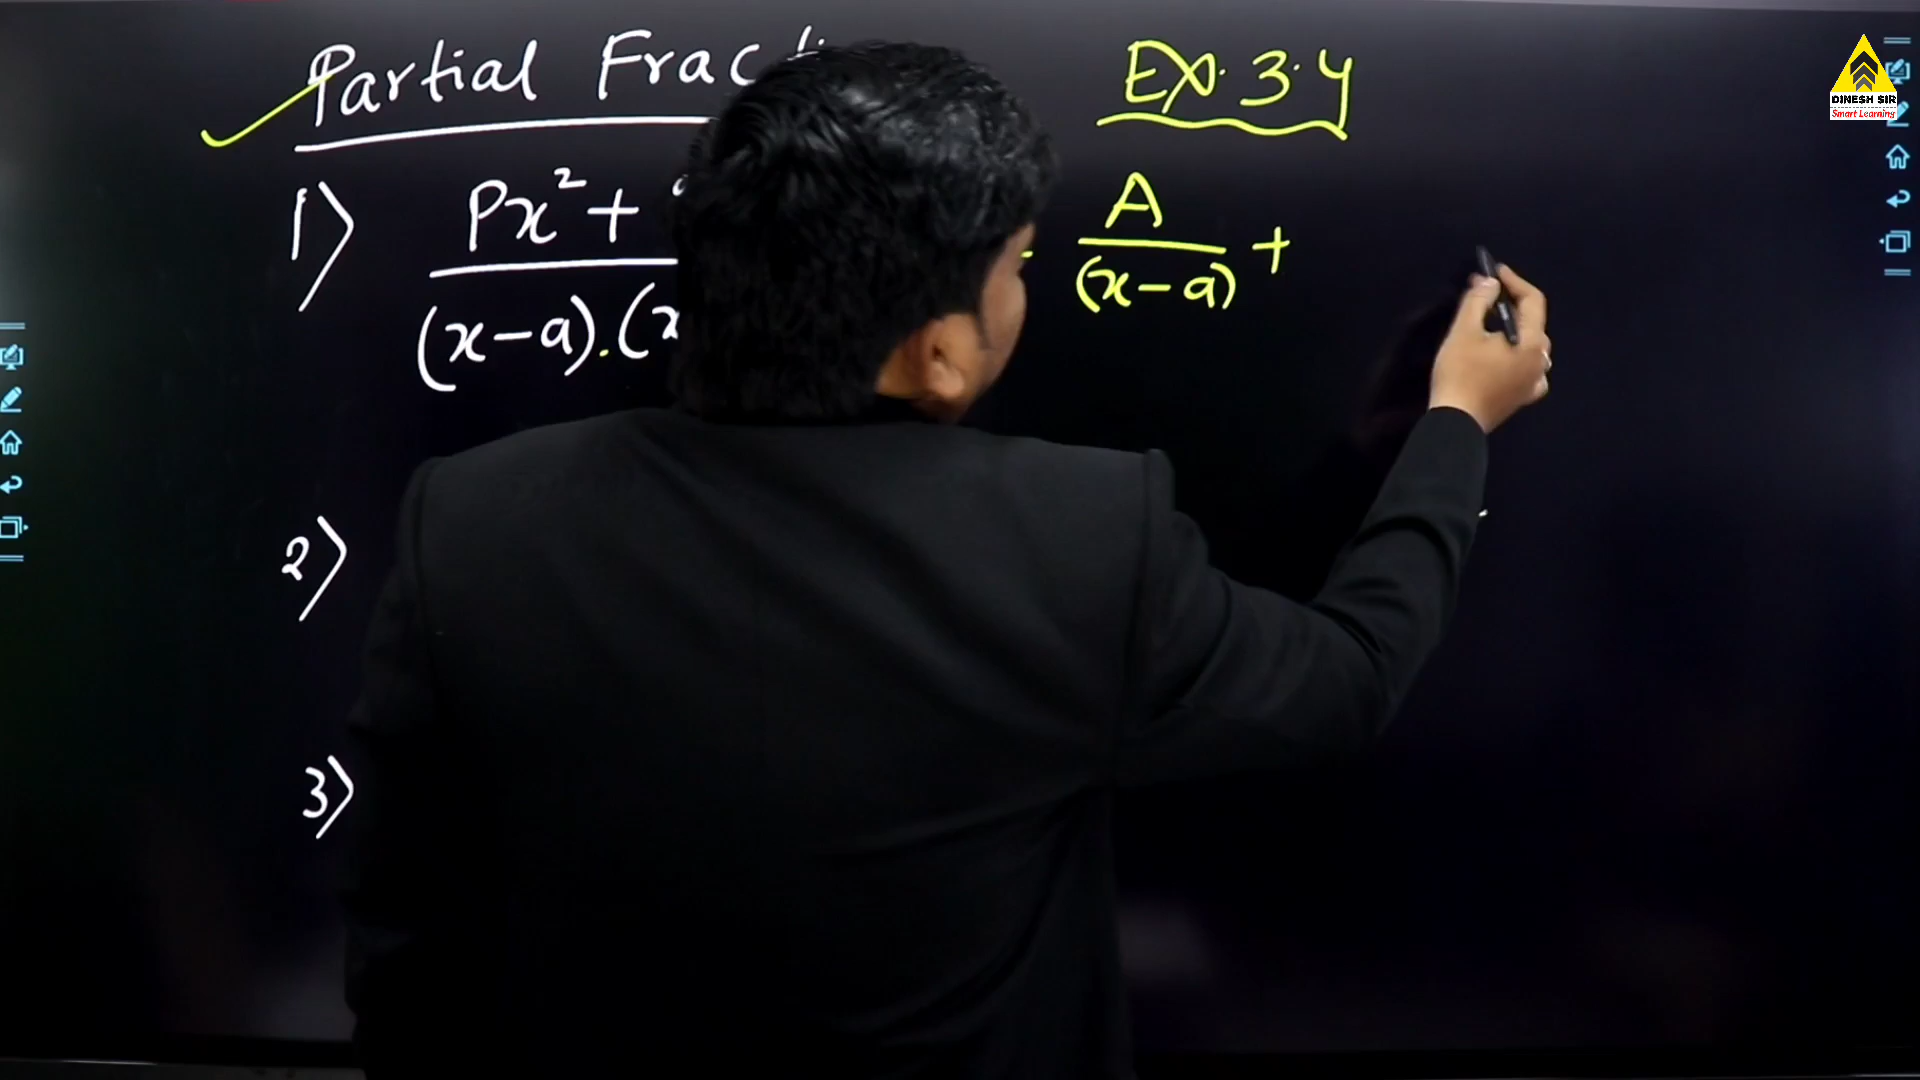 Partial Frac
Ex. 3.4
1) Px² +
(x-a).(x
A
(x-a) +
2)
3)
DINESH SIR
Smart Learning